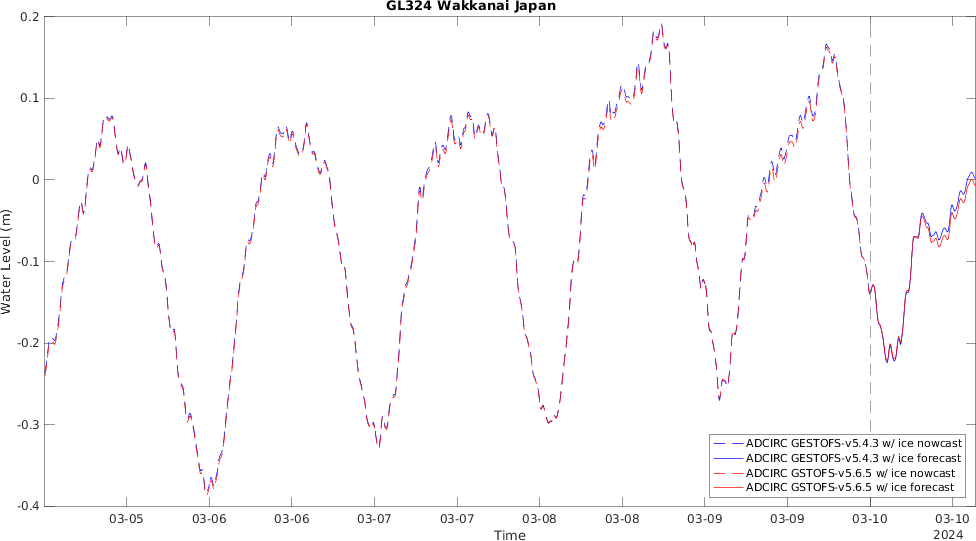 GL324 Wakkanai Japan
0.2
0.1
0
-0.1
-0.2
-0.3
-0.4
Water Level (m)
ADCIRC GESTOFS-v5.4.3 w/ ice nowcast
ADCIRC GESTOFS-v5.4.3 w/ ice forecast
ADCIRC GSTOFS-v5.6.5 w/ ice nowcast
ADCIRC GSTOFS-v5.6.5 w/ ice forecast
03-05 03-06 03-06 03-07 03-07 03-08 03-08 03-09 03-09 03-10 03-10
Time
2024